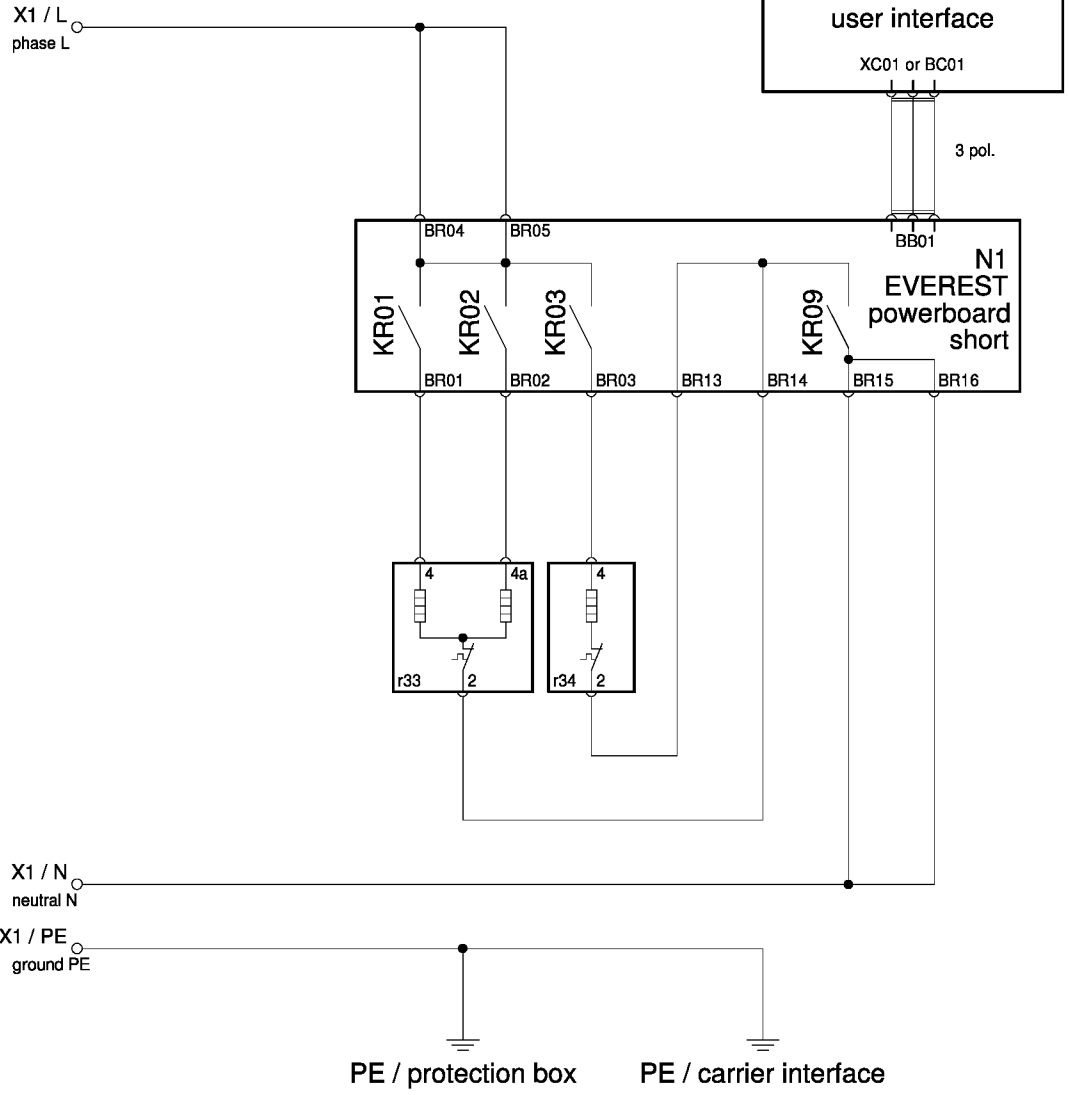 X1 / L
phase L
user interface
XC01 or BC01
3 pol.
BR04
BR05
BB01
N1
EVEREST
powerboard
short
KR01
KR02
KR03
KR09
BR01
BR02
BR03
BR13
BR14
BR15
BR16
4
4a
4
r33
2
r34
2
X1 / N
neutral N
X1 / PE
ground PE
PE / protection box
PE / carrier interface